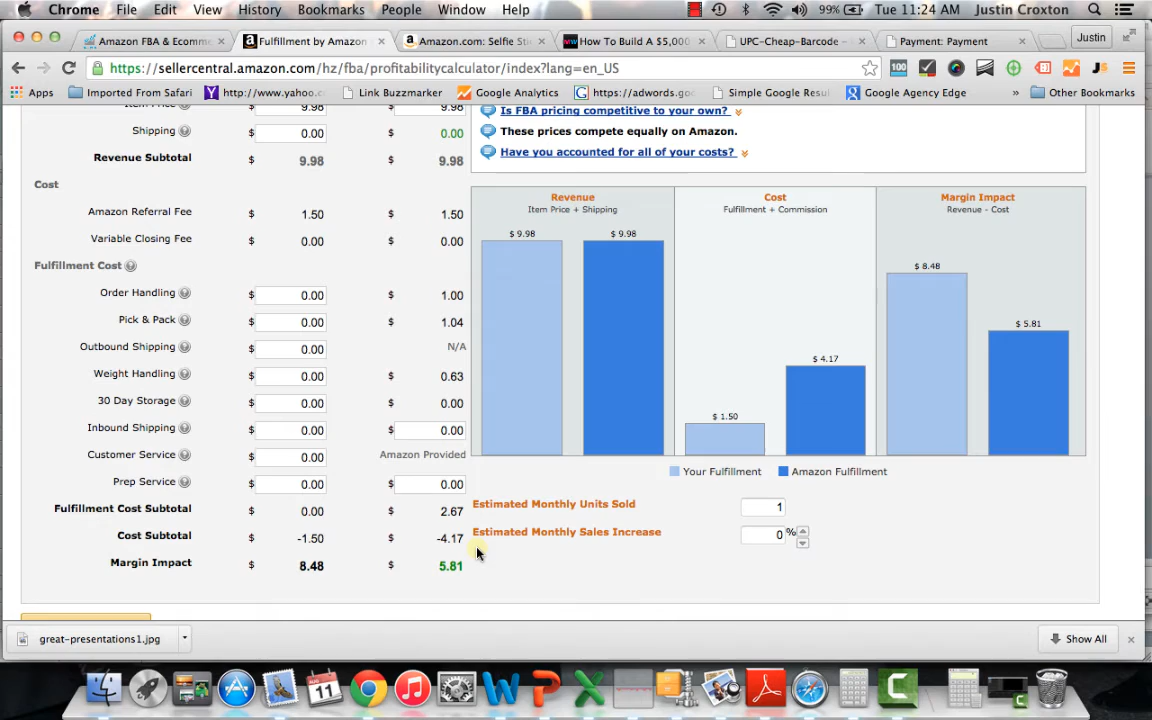 Chrome File Edit View History Bookmarks People Window Help 99% Tue 11:24 AM Justin Croxton
Amazon FBA & Ecomme Fulfillment by Amazon Amazon.com: Selfie Sti How To Build A $5,000 UPC-Cheap-Barcode - Payment: Payment Justin
https://sellercentral.amazon.com/hz/fba/profitabilitycalculator/index?lang=en_US 100
Apps Imported From Safari http://www.yahoo.c Link Buzzmarker Google Analytics https://adwords.go Simple Google Resul Google Agency Edge » Other Bookmarks
Item Price 9.98 9.98 Is FBA pricing competitive to your own?
Shipping $ 0.00 $ 0.00 These prices compete equally on Amazon.
Revenue Subtotal $ 9.98 $ 9.98 Have you accounted for all of your costs?
Cost
Amazon Referral Fee $ 1.50 $ 1.50
Variable Closing Fee $ 0.00 $ 0.00
Fulfillment Cost
Order Handling $ 0.00 $ 1.00
Pick & Pack $ 0.00 $ 1.04
Outbound Shipping $ 0.00 N/A
Weight Handling $ 0.00 $ 0.63
30 Day Storage $ 0.00 $ 0.00
Inbound Shipping $ 0.00 $ 0.00
Customer Service $ 0.00 Amazon Provided
Prep Service $ 0.00 $ 0.00
Fulfillment Cost Subtotal $ 0.00 $ 2.67
Cost Subtotal $ -1.50 $ -4.17
Margin Impact $ 8.48 $ 5.81
Revenue Cost Margin Impact
Item Price + Shipping Fulfillment + Commission Revenue - Cost
$ 9.98 $ 9.98
$ 8.48
$ 5.81
$ 4.17
$ 1.50
Your Fulfillment Amazon Fulfillment
Estimated Monthly Units Sold 1
Estimated Monthly Sales Increase 0 %
great-presentations1.jpg Show All
AUG
11